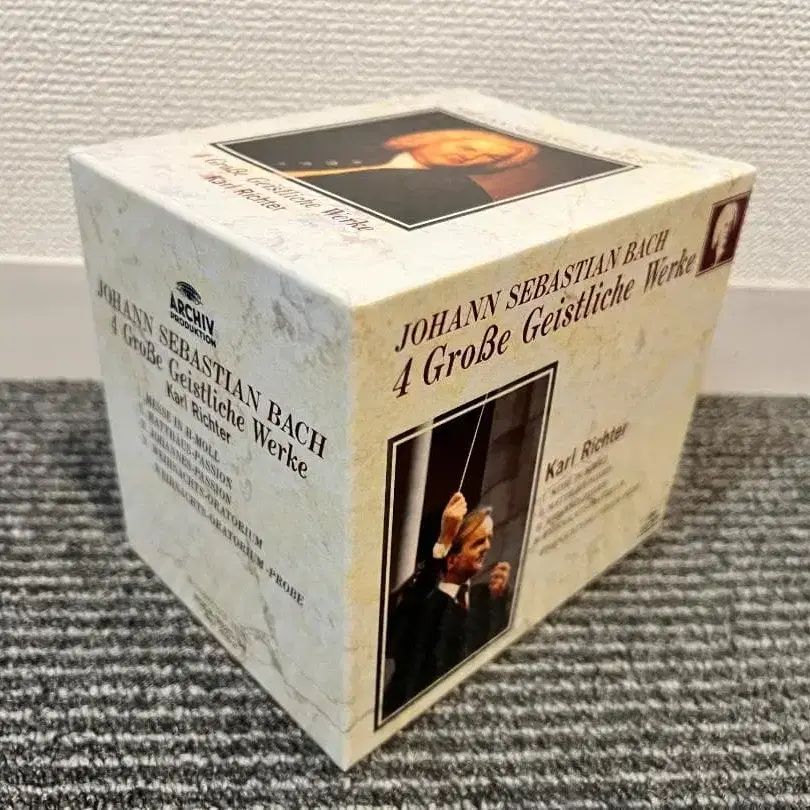 4 Große Geistliche Werke
Karl Richter
ARCHIV
PRODUKTION
JOHANN SEBASTIAN BACH
4 Große Geistliche Werke
Karl Richter
MESSE IN H-MOLL
MATTHÄUS-PASSION
JOHANNES-PASSION
WEIHNACHTS-ORATORIUM
WEIHNACHTS-ORATORIUM-PROBE
JOHANN SEBASTIAN BACH
4 Große Geistliche Werke
Karl Richter